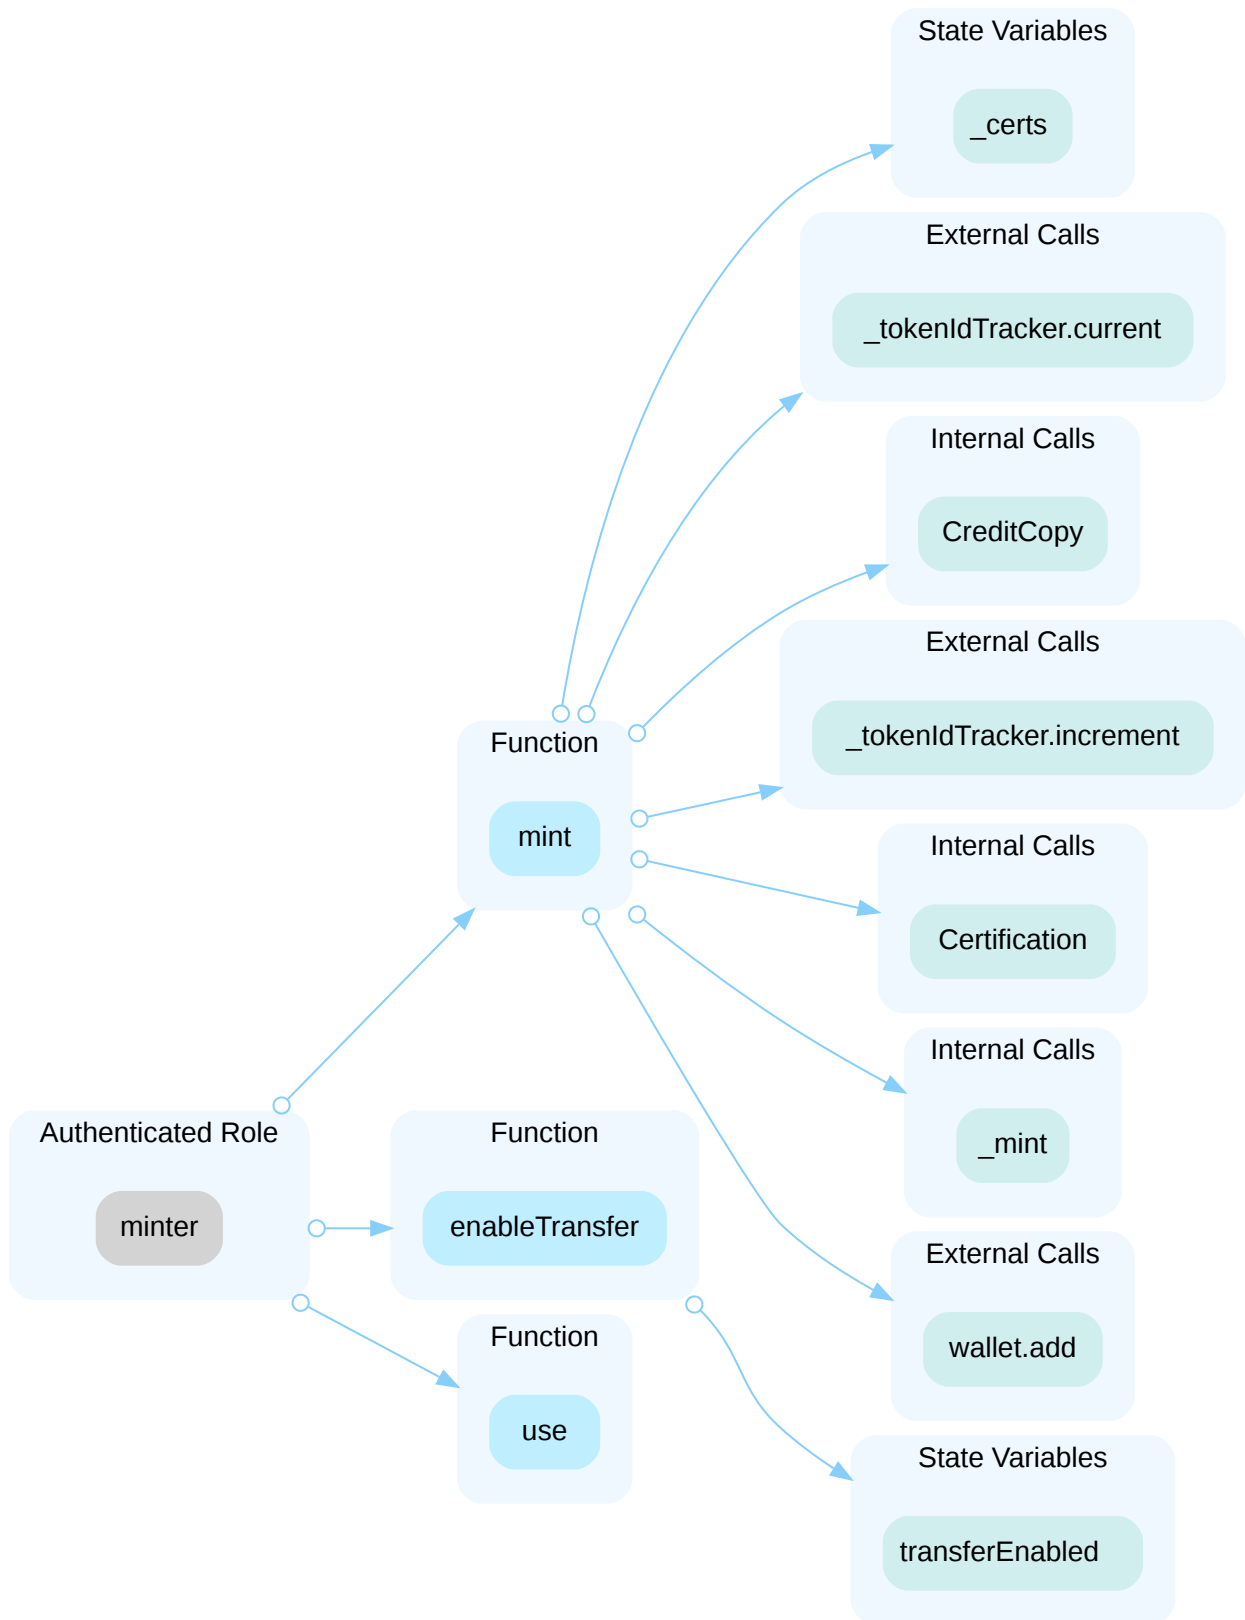 State Variables
_certs
External Calls
_tokenIdTracker.current
Internal Calls
CreditCopy
External Calls
_tokenIdTracker.increment
Function
mint
Internal Calls
Certification
Internal Calls
_mint
Authenticated Role
minter
Function
enableTransfer
External Calls
wallet.add
Function
use
State Variables
transferEnabled